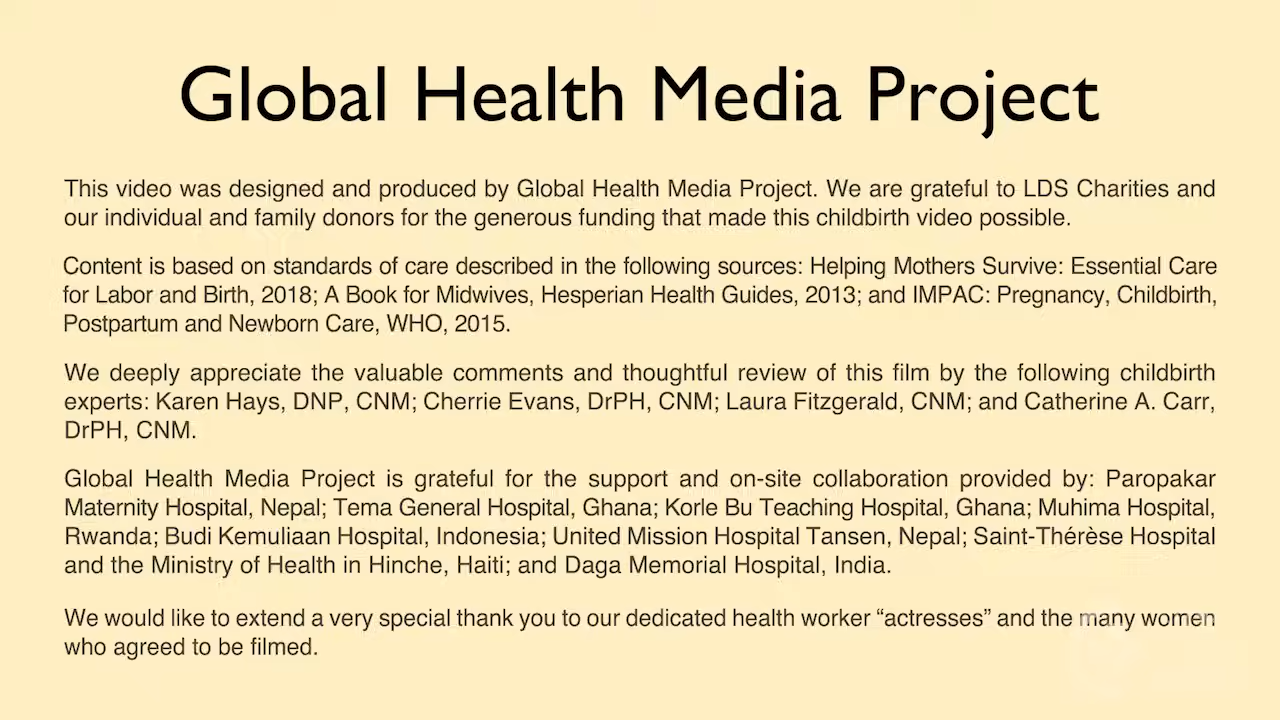 Global Health Media Project
This video was designed and produced by Global Health Media Project. We are grateful to LDS Charities and
our individual and family donors for the generous funding that made this childbirth video possible.
Content is based on standards of care described in the following sources: Helping Mothers Survive: Essential Care
for Labor and Birth, 2018; A Book for Midwives, Hesperian Health Guides, 2013; and IMPAC: Pregnancy, Childbirth,
Postpartum and Newborn Care, WHO, 2015.
We deeply appreciate the valuable comments and thoughtful review of this film by the following childbirth
experts: Karen Hays, DNP, CNM; Cherrie Evans, DrPH, CNM; Laura Fitzgerald, CNM; and Catherine A. Carr,
DrPH, CNM.
Global Health Media Project is grateful for the support and on-site collaboration provided by: Paropakar
Maternity Hospital, Nepal; Tema General Hospital, Ghana; Korle Bu Teaching Hospital, Ghana; Muhima Hospital,
Rwanda; Budi Kemuliaan Hospital, Indonesia; United Mission Hospital Tansen, Nepal; Saint-Thérèse Hospital
and the Ministry of Health in Hinche, Haiti; and Daga Memorial Hospital, India.
We would like to extend a very special thank you to our dedicated health worker “actresses” and the many women
who agreed to be filmed.